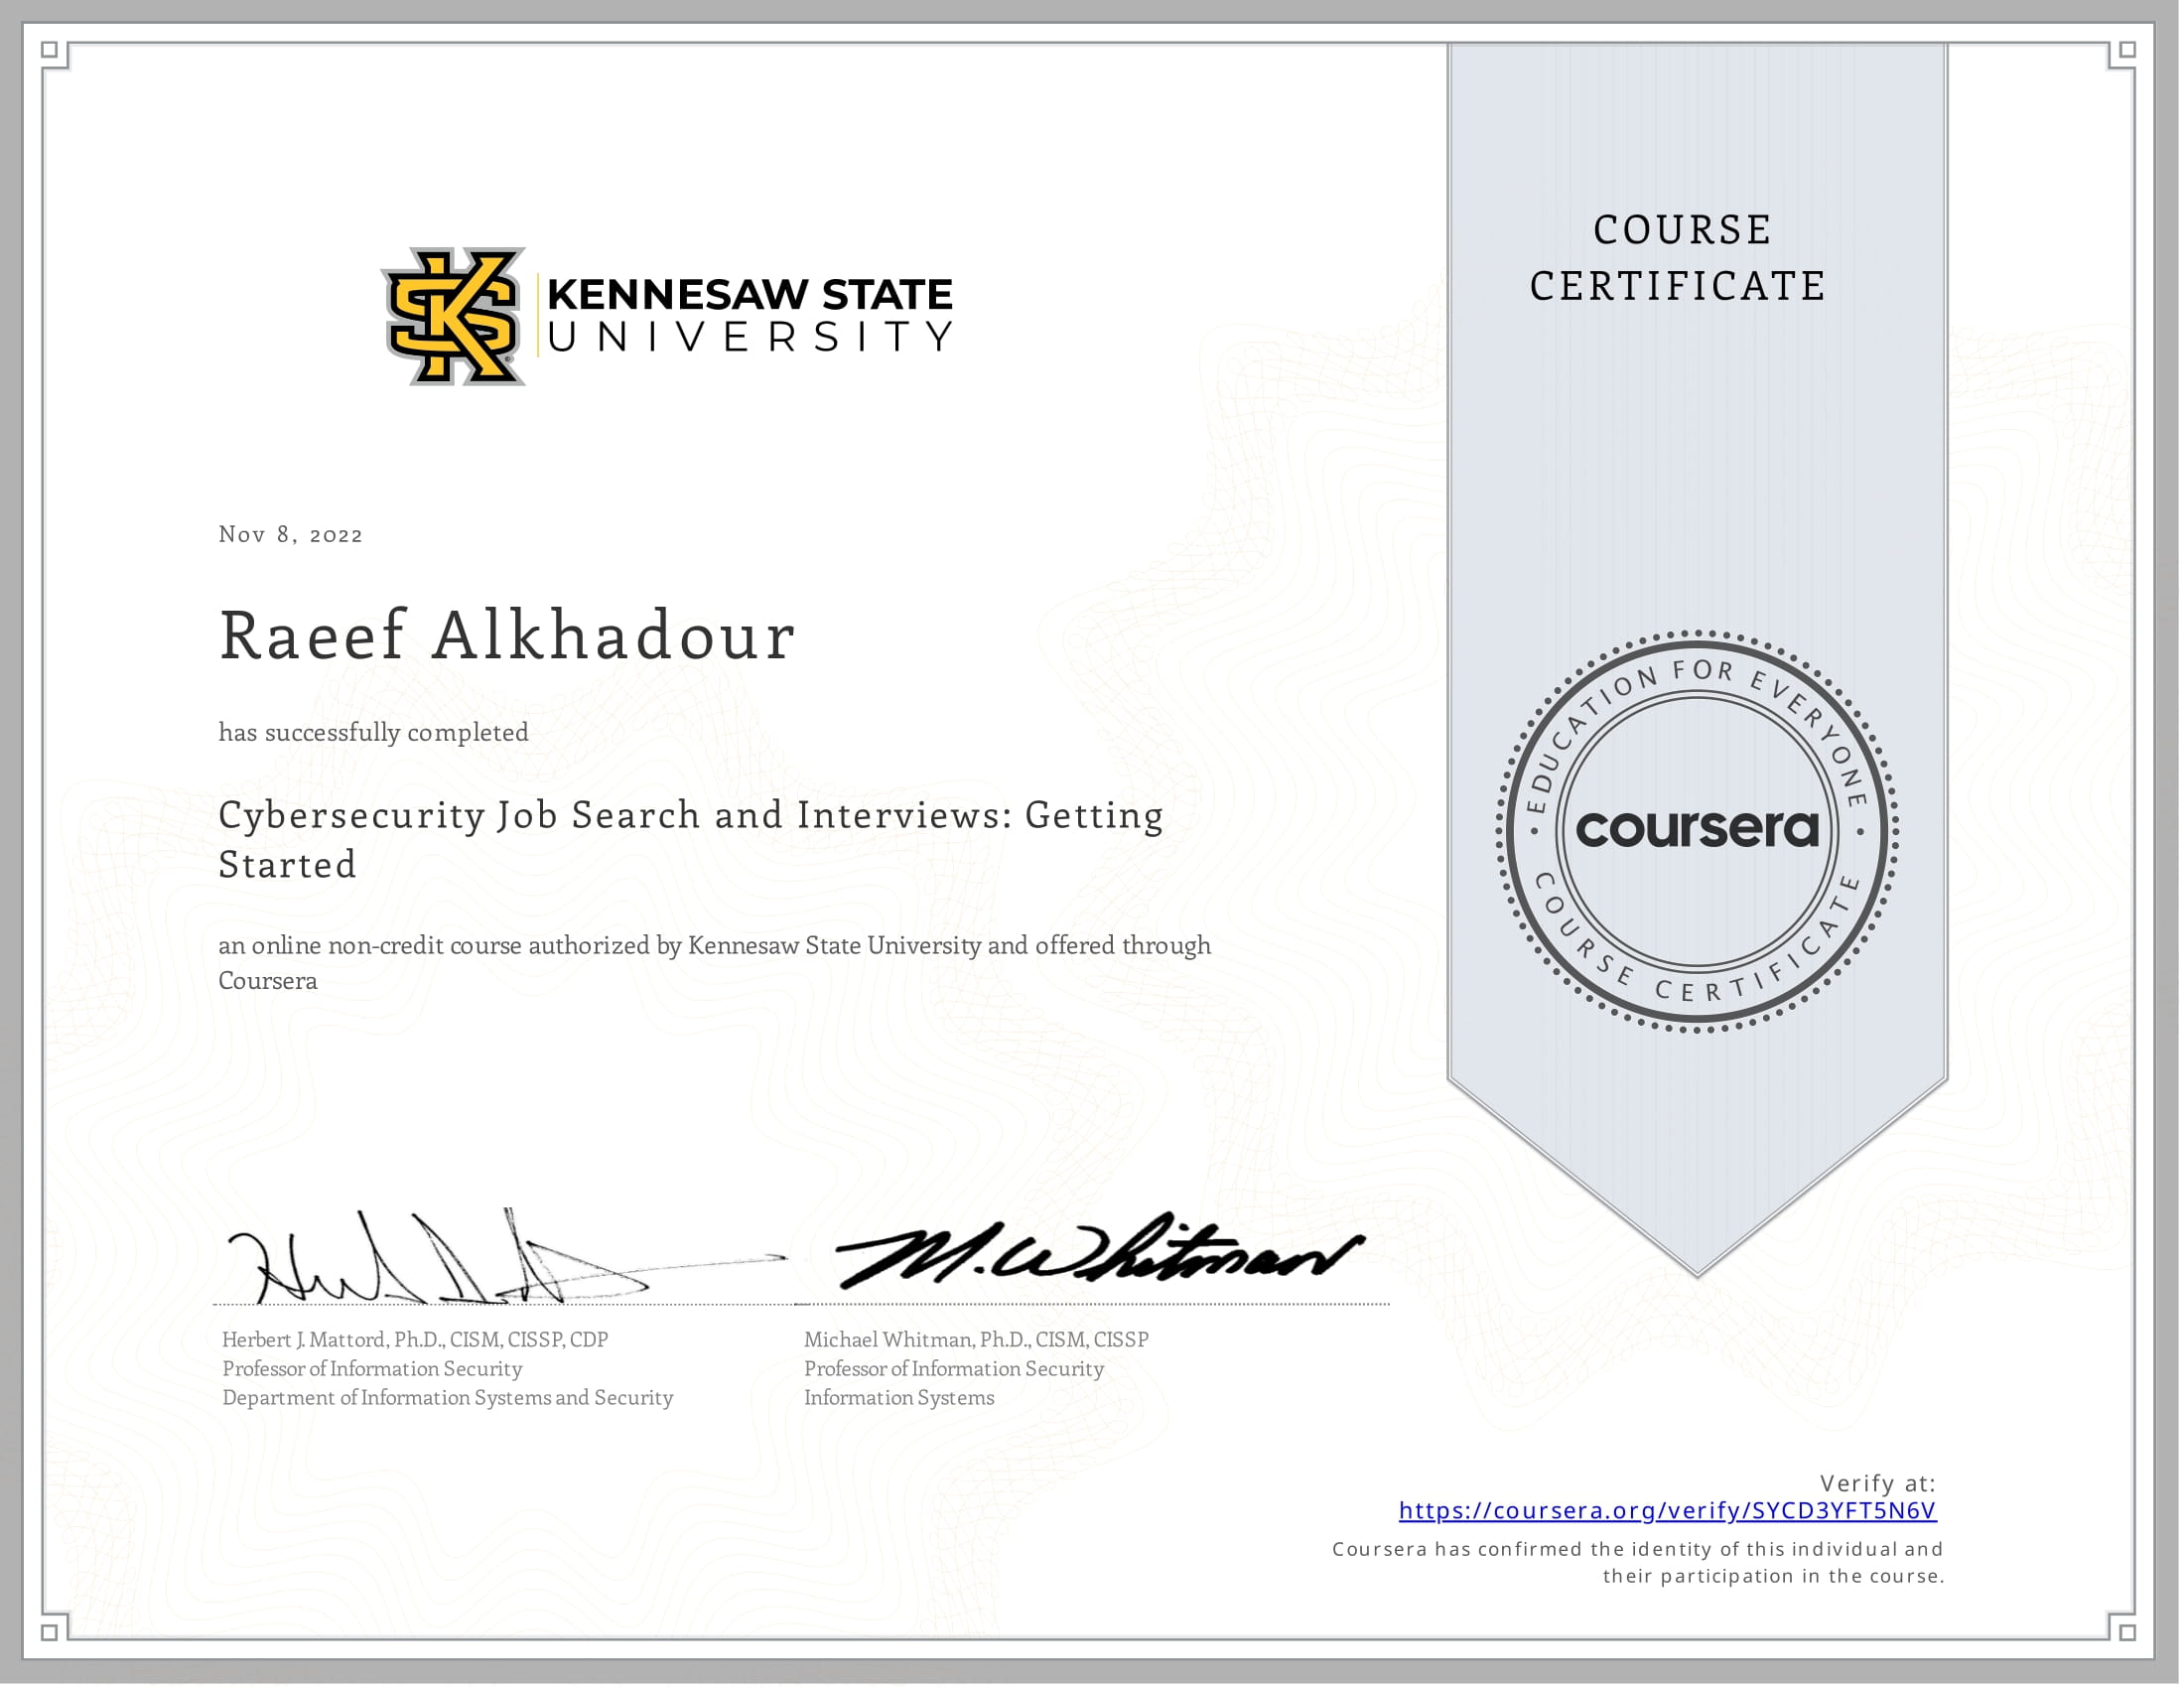 KENNESAW STATE
UNIVERSITY
COURSE
CERTIFICATE
Nov 8, 2022
Raeef Alkhadour
has successfully completed
Cybersecurity Job Search and Interviews: Getting
Started
an online non-credit course authorized by Kennesaw State University and offered through
Coursera
EDUCATION FOR EVERYONE
coursera
COURSE CERTIFICATE
M. Whitman
Herbert J. Mattord, Ph.D., CISM, CISSP, CDP
Professor of Information Security
Department of Information Systems and Security
Michael Whitman, Ph.D., CISM, CISSP
Professor of Information Security
Information Systems
Verify at:
https://coursera.org/verify/SYCD3YFT5N6V
Coursera has confirmed the identity of this individual and
their participation in the course.